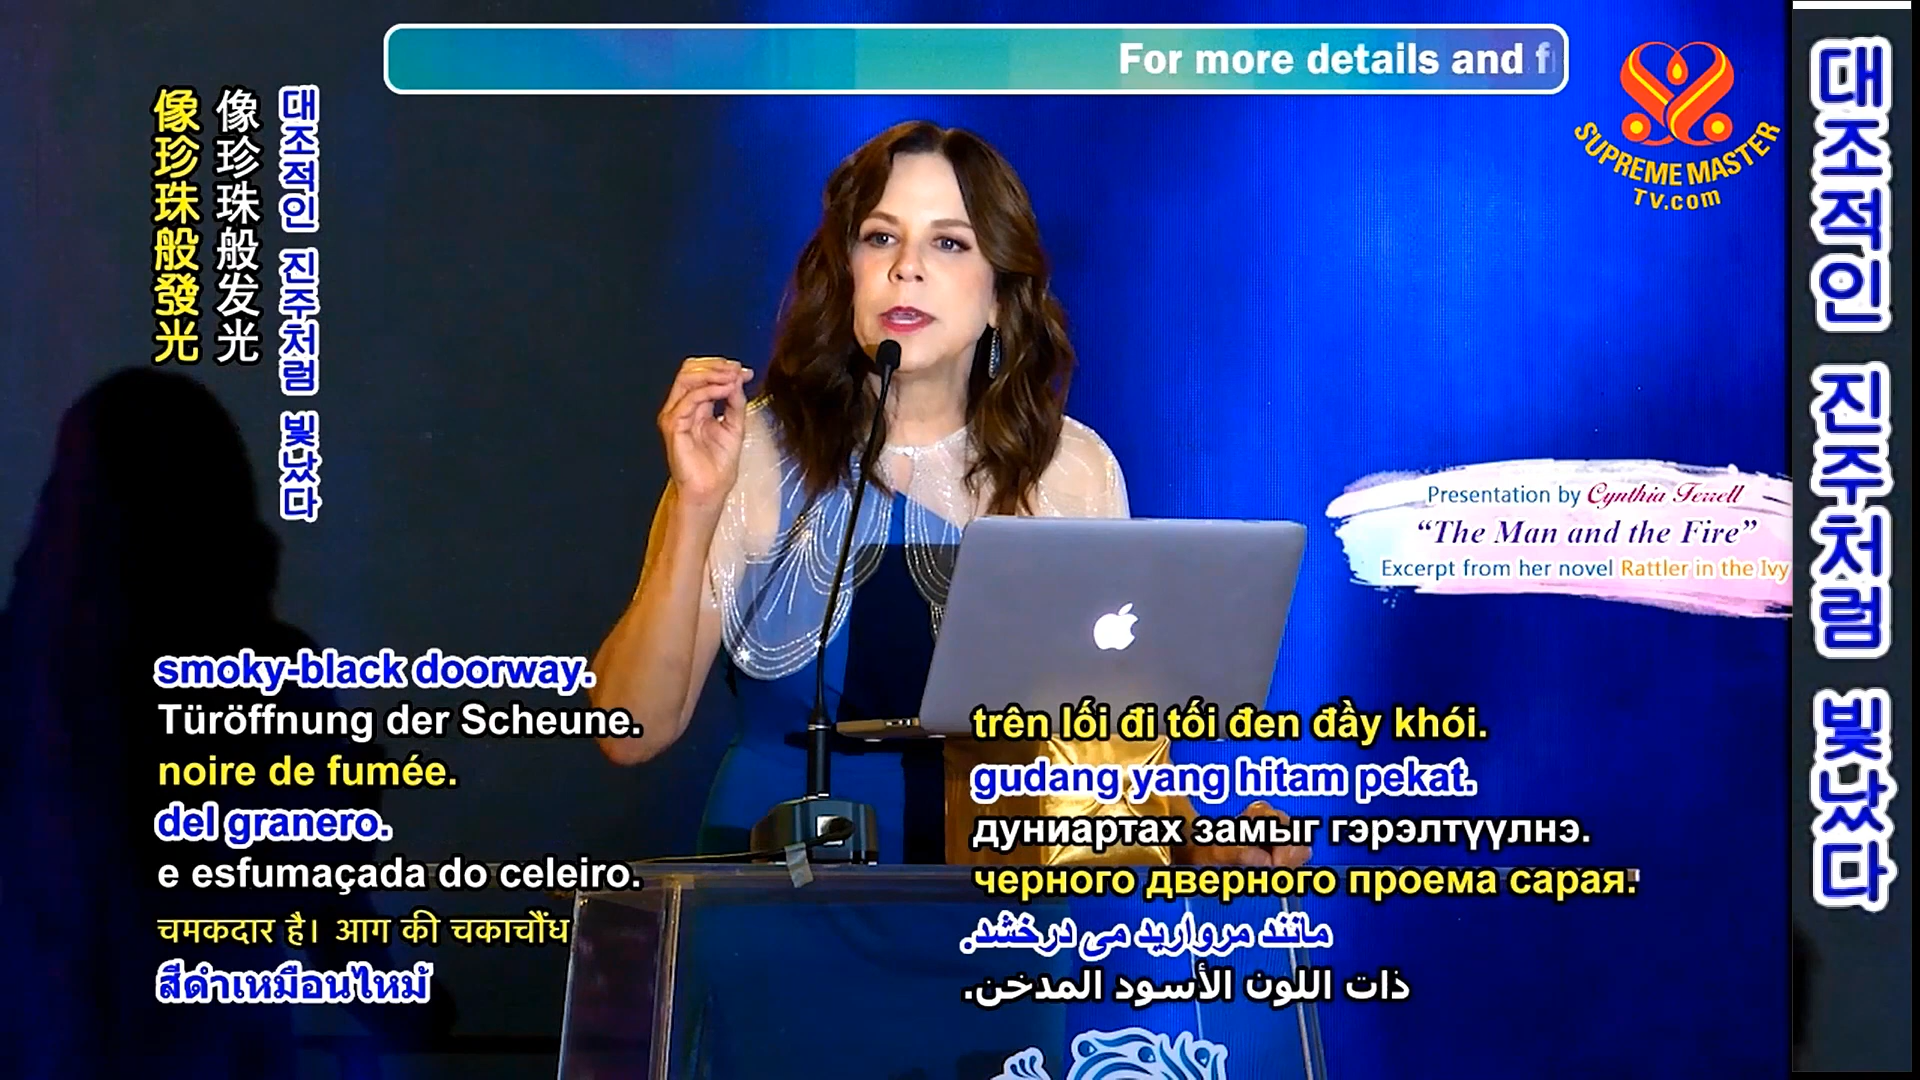 For more details and
SUPREME MASTER
TV.com
像珍珠般發光
像珍珠般发光
대조적인 진주처럼 빛났다
대조적인 진주처럼 빛났다
Presentation by Cynthia Ferrell
“The Man and the Fire”
Excerpt from her novel Rattler in the Ivy
smoky-black doorway.
Türöffnung der Scheune.
noire de fumée.
del granero.
e esfumaçada do celeiro.
चमकदार है। आग की चकाचौंध
สีดำเหมือนไหม้
trên lối đi tối đen đầy khói.
gudang yang hitam pekat.
дуниартах замыг гэрэлтүүлнэ.
черного дверного проема сарая.
مانند مروارید می درخشد.
ذات اللون الأسود المدخن.